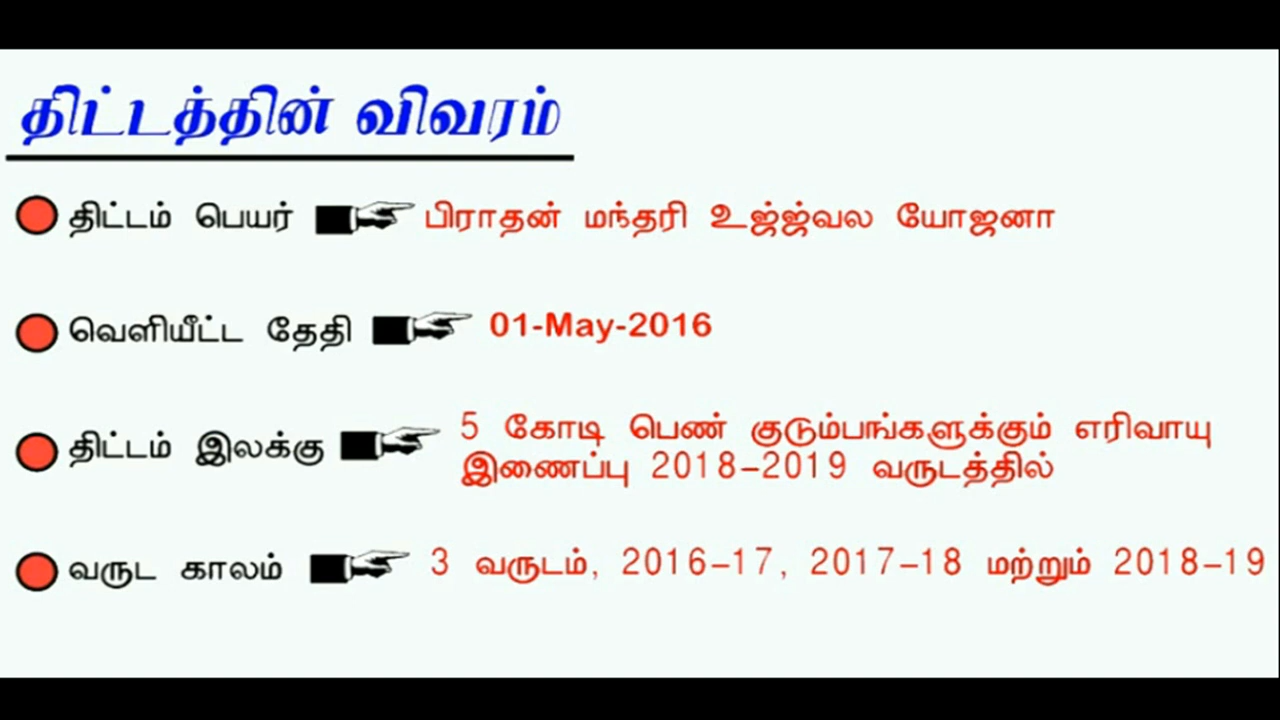 திட்டத்தின் விவரம்
திட்டம் பெயர் பிராதன் மந்தரி உஜ்ஜ்வல யோஜனா
வெளியீட்ட தேதி 01-May-2016
திட்டம் இலக்கு 5 கோடி பெண் குடும்பங்களுக்கும் எரிவாயு
இணைப்பு 2018-2019 வருடத்தில்
வருட காலம் 3 வருடம், 2016-17, 2017-18 மற்றும் 2018-19